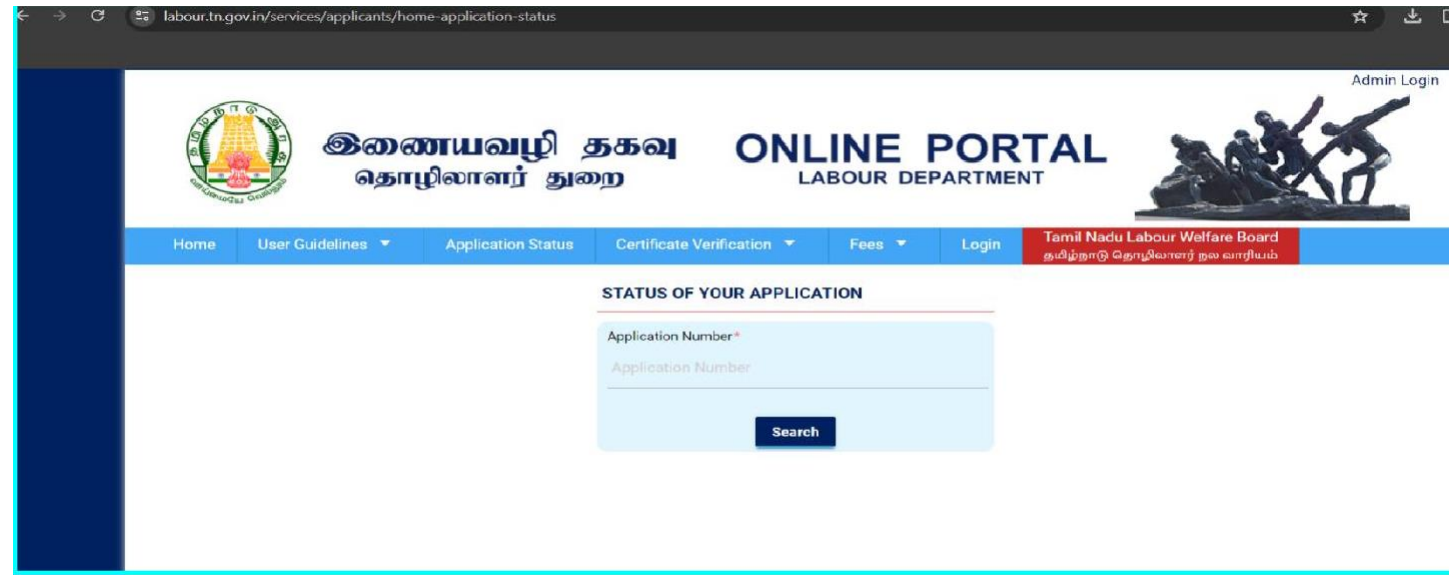 labour.tn.gov.in/services/applicants/home-application-status
Admin Login
இணையவழி தகவு
தொழிலாளர் துறை
ONLINE PORTAL
LABOUR DEPARTMENT
Home User Guidelines Application Status Certificate Verification Fees Login
Tamil Nadu Labour Welfare Board
தமிழ்நாடு தொழிலாளர் நல வாரியம்
STATUS OF YOUR APPLICATION
Application Number*
Application Number
Search